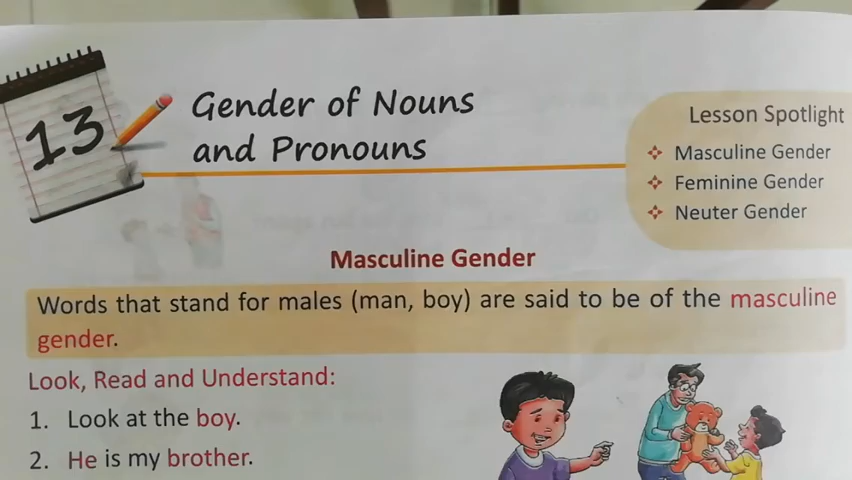 13
Gender of Nouns
and Pronouns
Lesson Spotlight
❖ Masculine Gender
❖ Feminine Gender
❖ Neuter Gender
Masculine Gender
Words that stand for males (man, boy) are said to be of the masculine
gender.
Look, Read and Understand:
1. Look at the boy.
2. He is my brother.